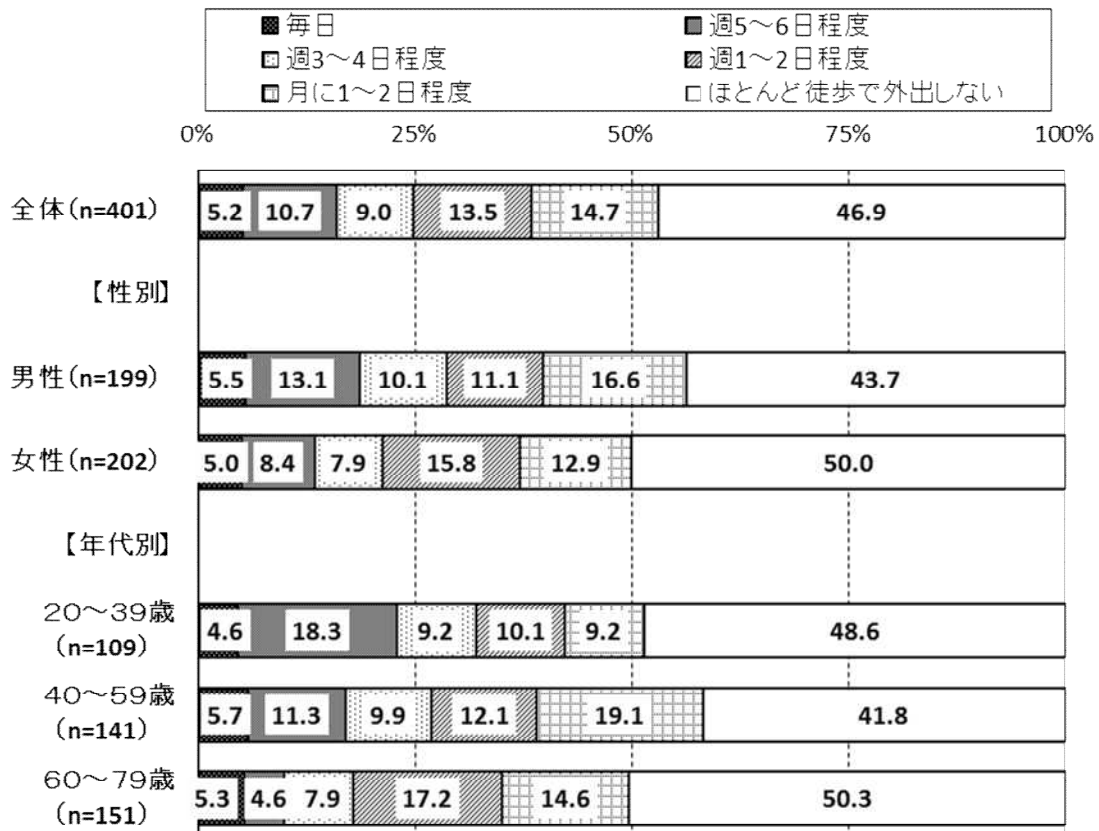 毎日 週5～6日程度
週3～4日程度 週1～2日程度
月に1～2日程度 ほとんど徒歩で外出しない
0% 25% 50% 75% 100%
全体(n=401) 5.2 10.7 9.0 13.5 14.7 46.9
【性別】
男性(n=199) 5.5 13.1 10.1 11.1 16.6 43.7
女性(n=202) 5.0 8.4 7.9 15.8 12.9 50.0
【年代別】
20～39歳
(n=109) 4.6 18.3 9.2 10.1 9.2 48.6
40～59歳
(n=141) 5.7 11.3 9.9 12.1 19.1 41.8
60～79歳
(n=151) 5.3 4.6 7.9 17.2 14.6 50.3